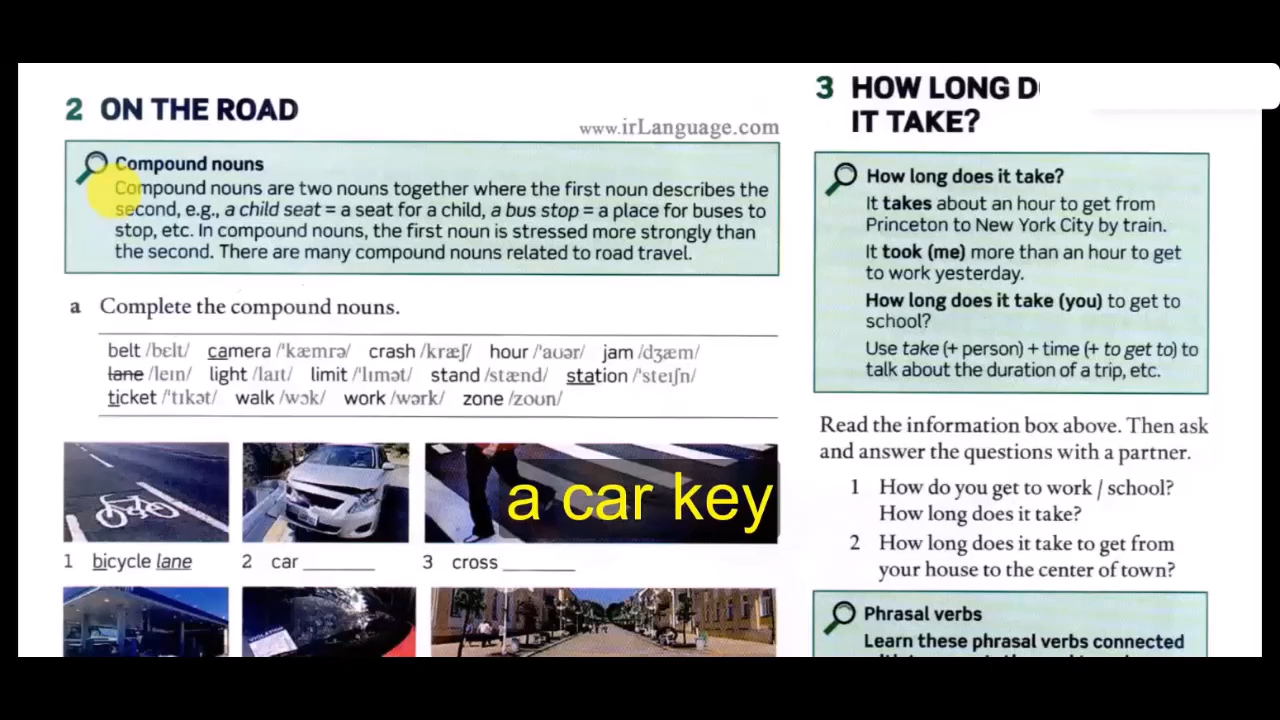 2 ON THE ROAD
www.irLanguage.com
Compound nouns
Compound nouns are two nouns together where the first noun describes the
second, e.g., a child seat = a seat for a child, a bus stop = a place for buses to
stop, etc. In compound nouns, the first noun is stressed more strongly than
the second. There are many compound nouns related to road travel.
a Complete the compound nouns.
belt /bɛlt/ camera /ˈkæmrə/ crash /kræʃ/ hour /ˈaʊər/ jam /dʒæm/
lane /leɪn/ light /laɪt/ limit /ˈlɪmət/ stand /stænd/ station /ˈsteɪʃn/
ticket /ˈtɪkət/ walk /wɔk/ work /wərk/ zone /zoʊn/
a car key
1 bicycle lane 2 car ________ 3 cross ________
3 HOW LONG D
IT TAKE?
How long does it take?
It takes about an hour to get from
Princeton to New York City by train.
It took (me) more than an hour to get
to work yesterday.
How long does it take (you) to get to
school?
Use take (+ person) + time (+ to get to) to
talk about the duration of a trip, etc.
Read the information box above. Then ask
and answer the questions with a partner.
1 How do you get to work / school?
How long does it take?
2 How long does it take to get from
your house to the center of town?
Phrasal verbs
Learn these phrasal verbs connected